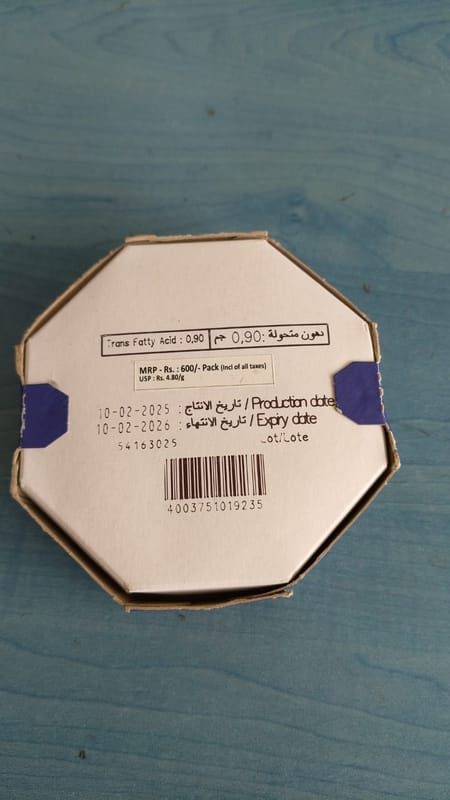 Trans Fatty Acid : 0,90 دهون متحولة :0,90 جم
MRP - Rs. : 600/- Pack (Incl of all taxes)
USP : Rs. 4.80/g
10-02-2025 : تاريخ الانتاج / Production date
10-02-2026 : تاريخ الانتهاء / Expiry date
54163025 Lot/Lote
4003751019235